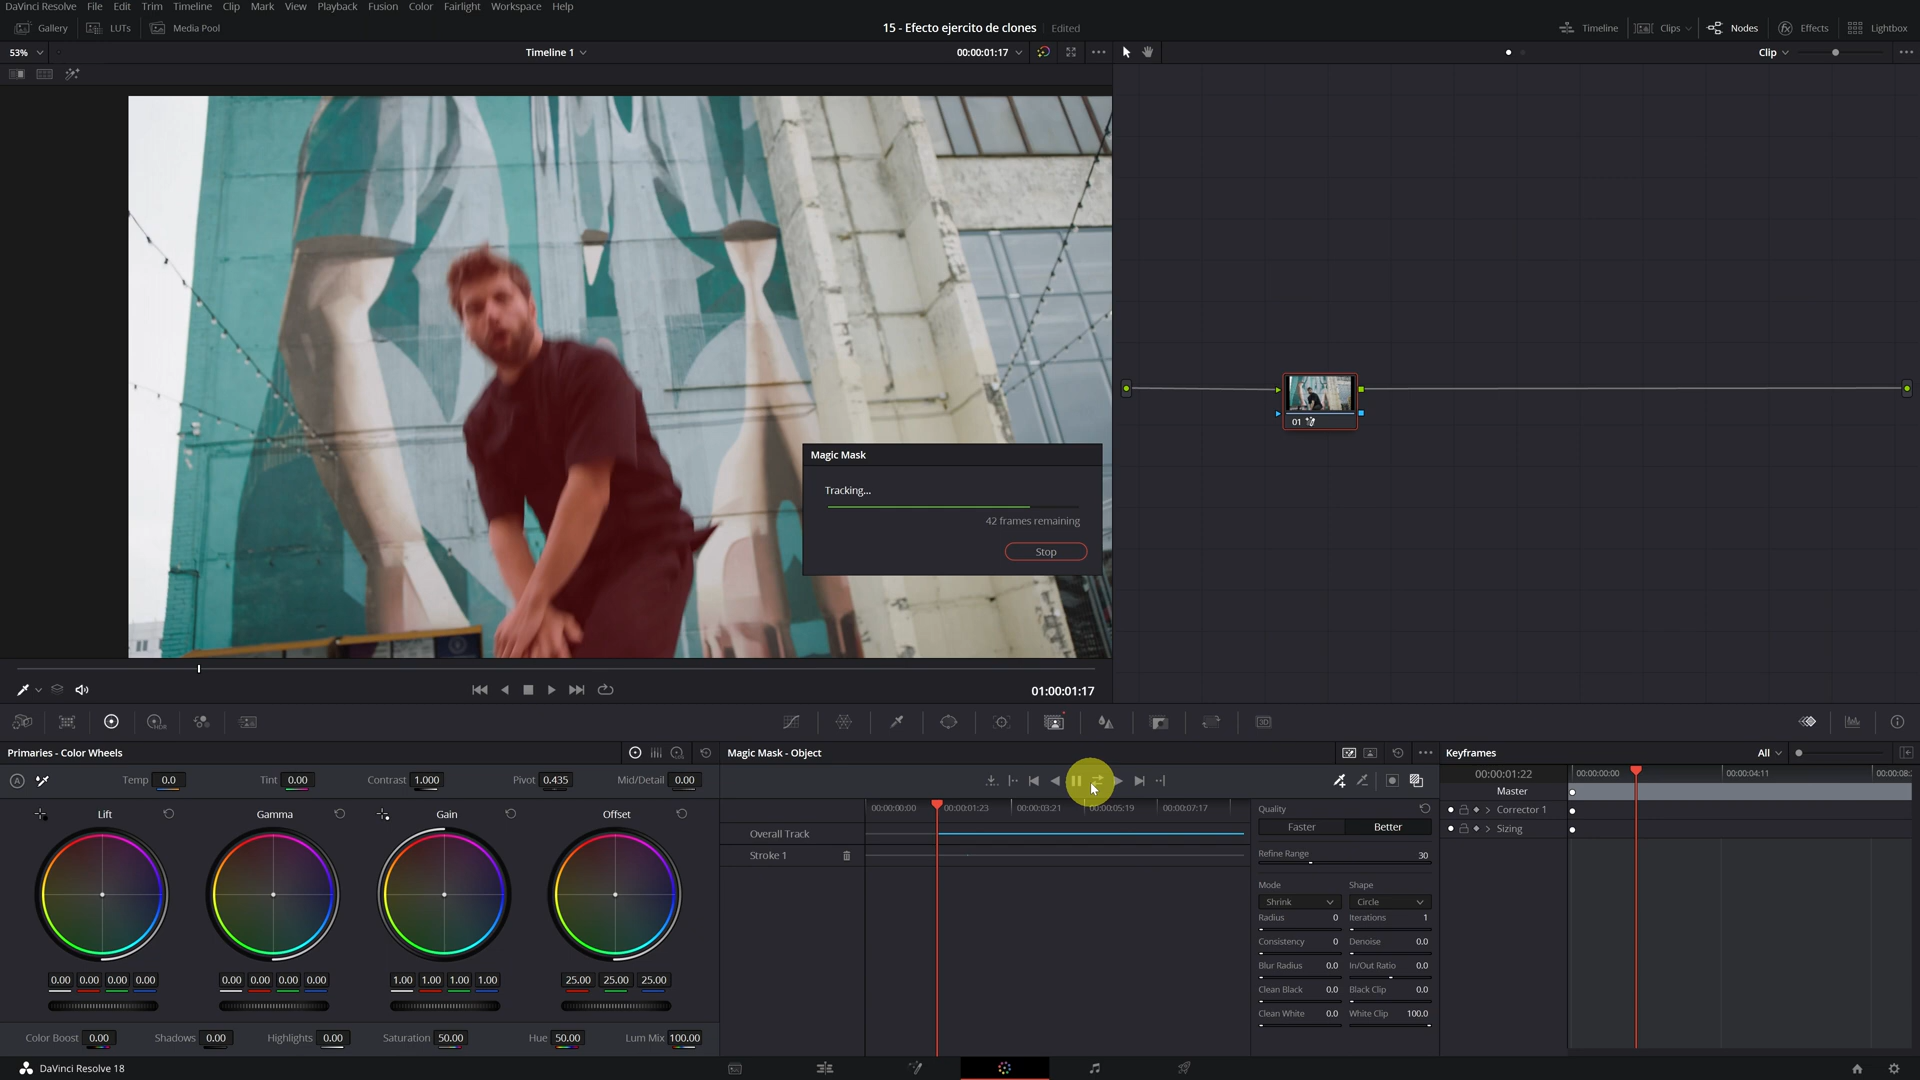 DaVinci Resolve File Edit Trim Timeline Clip Mark View Playback Fusion Color Fairlight Workspace Help
Gallery LUTs Media Pool 15 - Efecto ejercito de clones Edited Timeline Clips Nodes Effects Lightbox
53% Timeline 1 00:00:01:17 Clip
Magic Mask
Tracking...
42 frames remaining
Stop
01
01:00:01:17
HDR
3D
Primaries - Color Wheels Magic Mask - Object Keyframes All
A Temp 0.0 Tint 0.00 Contrast 1.000 Pivot 0.435 Mid/Detail 0.00
00:00:01:22 00:00:00:00 00:00:04:11 00:00:08:
Master
Lift Gamma Gain Offset
00:00:00:00 00:00:01:23 00:00:03:21 00:00:05:19 00:00:07:17
Quality
Corrector 1
Overall Track
Faster Better
Sizing
Stroke 1
Refine Range 30
Mode Shape
Shrink Circle
Radius 0 Iterations 1
Consistency 0 Denoise 0.0
Blur Radius 0.0 In/Out Ratio 0.0
Clean Black 0.0 Black Clip 0.0
Clean White 0.0 White Clip 100.0
0.00 0.00 0.00 0.00 0.00 0.00 0.00 0.00 1.00 1.00 1.00 1.00 25.00 25.00 25.00
Color Boost 0.00 Shadows 0.00 Highlights 0.00 Saturation 50.00 Hue 50.00 Lum Mix 100.00
DaVinci Resolve 18